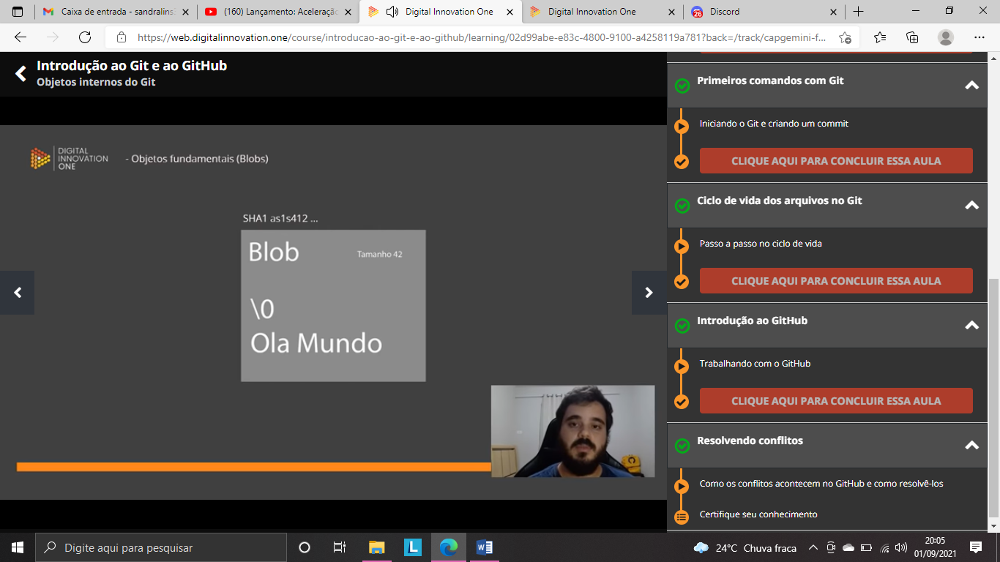 Caixa de entrada - sandralins
(160) Lançamento: Aceleração
Digital Innovation One
Digital Innovation One
26
Discord
https://web.digitalinnovation.one/course/introducao-ao-git-e-ao-github/learning/02d99abe-e83c-4800-9100-a4258119a781?back=/track/capgemini-f...
Introdução ao Git e ao GitHub
Objetos internos do Git
DIGITAL
INNOVATION
ONE
- Objetos fundamentais (Blobs)
SHA1 as1s412 ...
Blob
Tamanho 42
\0
Ola Mundo
Primeiros comandos com Git
Iniciando o Git e criando um commit
CLIQUE AQUI PARA CONCLUIR ESSA AULA
Ciclo de vida dos arquivos no Git
Passo a passo no ciclo de vida
CLIQUE AQUI PARA CONCLUIR ESSA AULA
Introdução ao GitHub
Trabalhando com o GitHub
CLIQUE AQUI PARA CONCLUIR ESSA AULA
Resolvendo conflitos
Como os conflitos acontecem no GitHub e como resolvê-los
Certifique seu conhecimento
Digite aqui para pesquisar
L
24°C Chuva fraca
20:05
01/09/2021